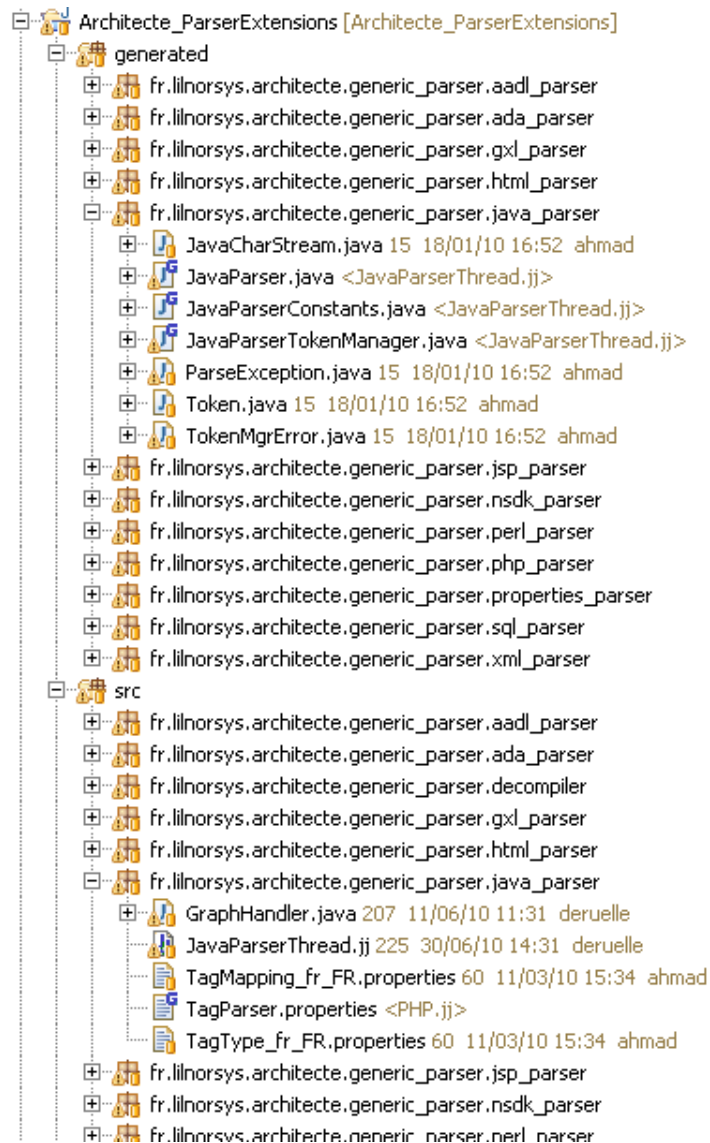 Architecte_ParserExtensions [Architecte_ParserExtensions]
generated
fr.lilnorsys.architecte.generic_parser.aadl_parser
fr.lilnorsys.architecte.generic_parser.ada_parser
fr.lilnorsys.architecte.generic_parser.gxl_parser
fr.lilnorsys.architecte.generic_parser.html_parser
fr.lilnorsys.architecte.generic_parser.java_parser
JavaCharStream.java 15 18/01/10 16:52 ahmad
JavaParser.java <JavaParserThread.jj>
JavaParserConstants.java <JavaParserThread.jj>
JavaParserTokenManager.java <JavaParserThread.jj>
ParseException.java 15 18/01/10 16:52 ahmad
Token.java 15 18/01/10 16:52 ahmad
TokenMgrError.java 15 18/01/10 16:52 ahmad
fr.lilnorsys.architecte.generic_parser.jsp_parser
fr.lilnorsys.architecte.generic_parser.nsdk_parser
fr.lilnorsys.architecte.generic_parser.perl_parser
fr.lilnorsys.architecte.generic_parser.php_parser
fr.lilnorsys.architecte.generic_parser.properties_parser
fr.lilnorsys.architecte.generic_parser.sql_parser
fr.lilnorsys.architecte.generic_parser.xml_parser
src
fr.lilnorsys.architecte.generic_parser.aadl_parser
fr.lilnorsys.architecte.generic_parser.ada_parser
fr.lilnorsys.architecte.generic_parser.decompiler
fr.lilnorsys.architecte.generic_parser.gxl_parser
fr.lilnorsys.architecte.generic_parser.html_parser
fr.lilnorsys.architecte.generic_parser.java_parser
GraphHandler.java 207 11/06/10 11:31 deruelle
JavaParserThread.jj 225 30/06/10 14:31 deruelle
TagMapping_fr_FR.properties 60 11/03/10 15:34 ahmad
TagParser.properties <PHP.jj>
TagType_fr_FR.properties 60 11/03/10 15:34 ahmad
fr.lilnorsys.architecte.generic_parser.jsp_parser
fr.lilnorsys.architecte.generic_parser.nsdk_parser
fr.lilnorsys.architecte.generic_parser.perl_parser